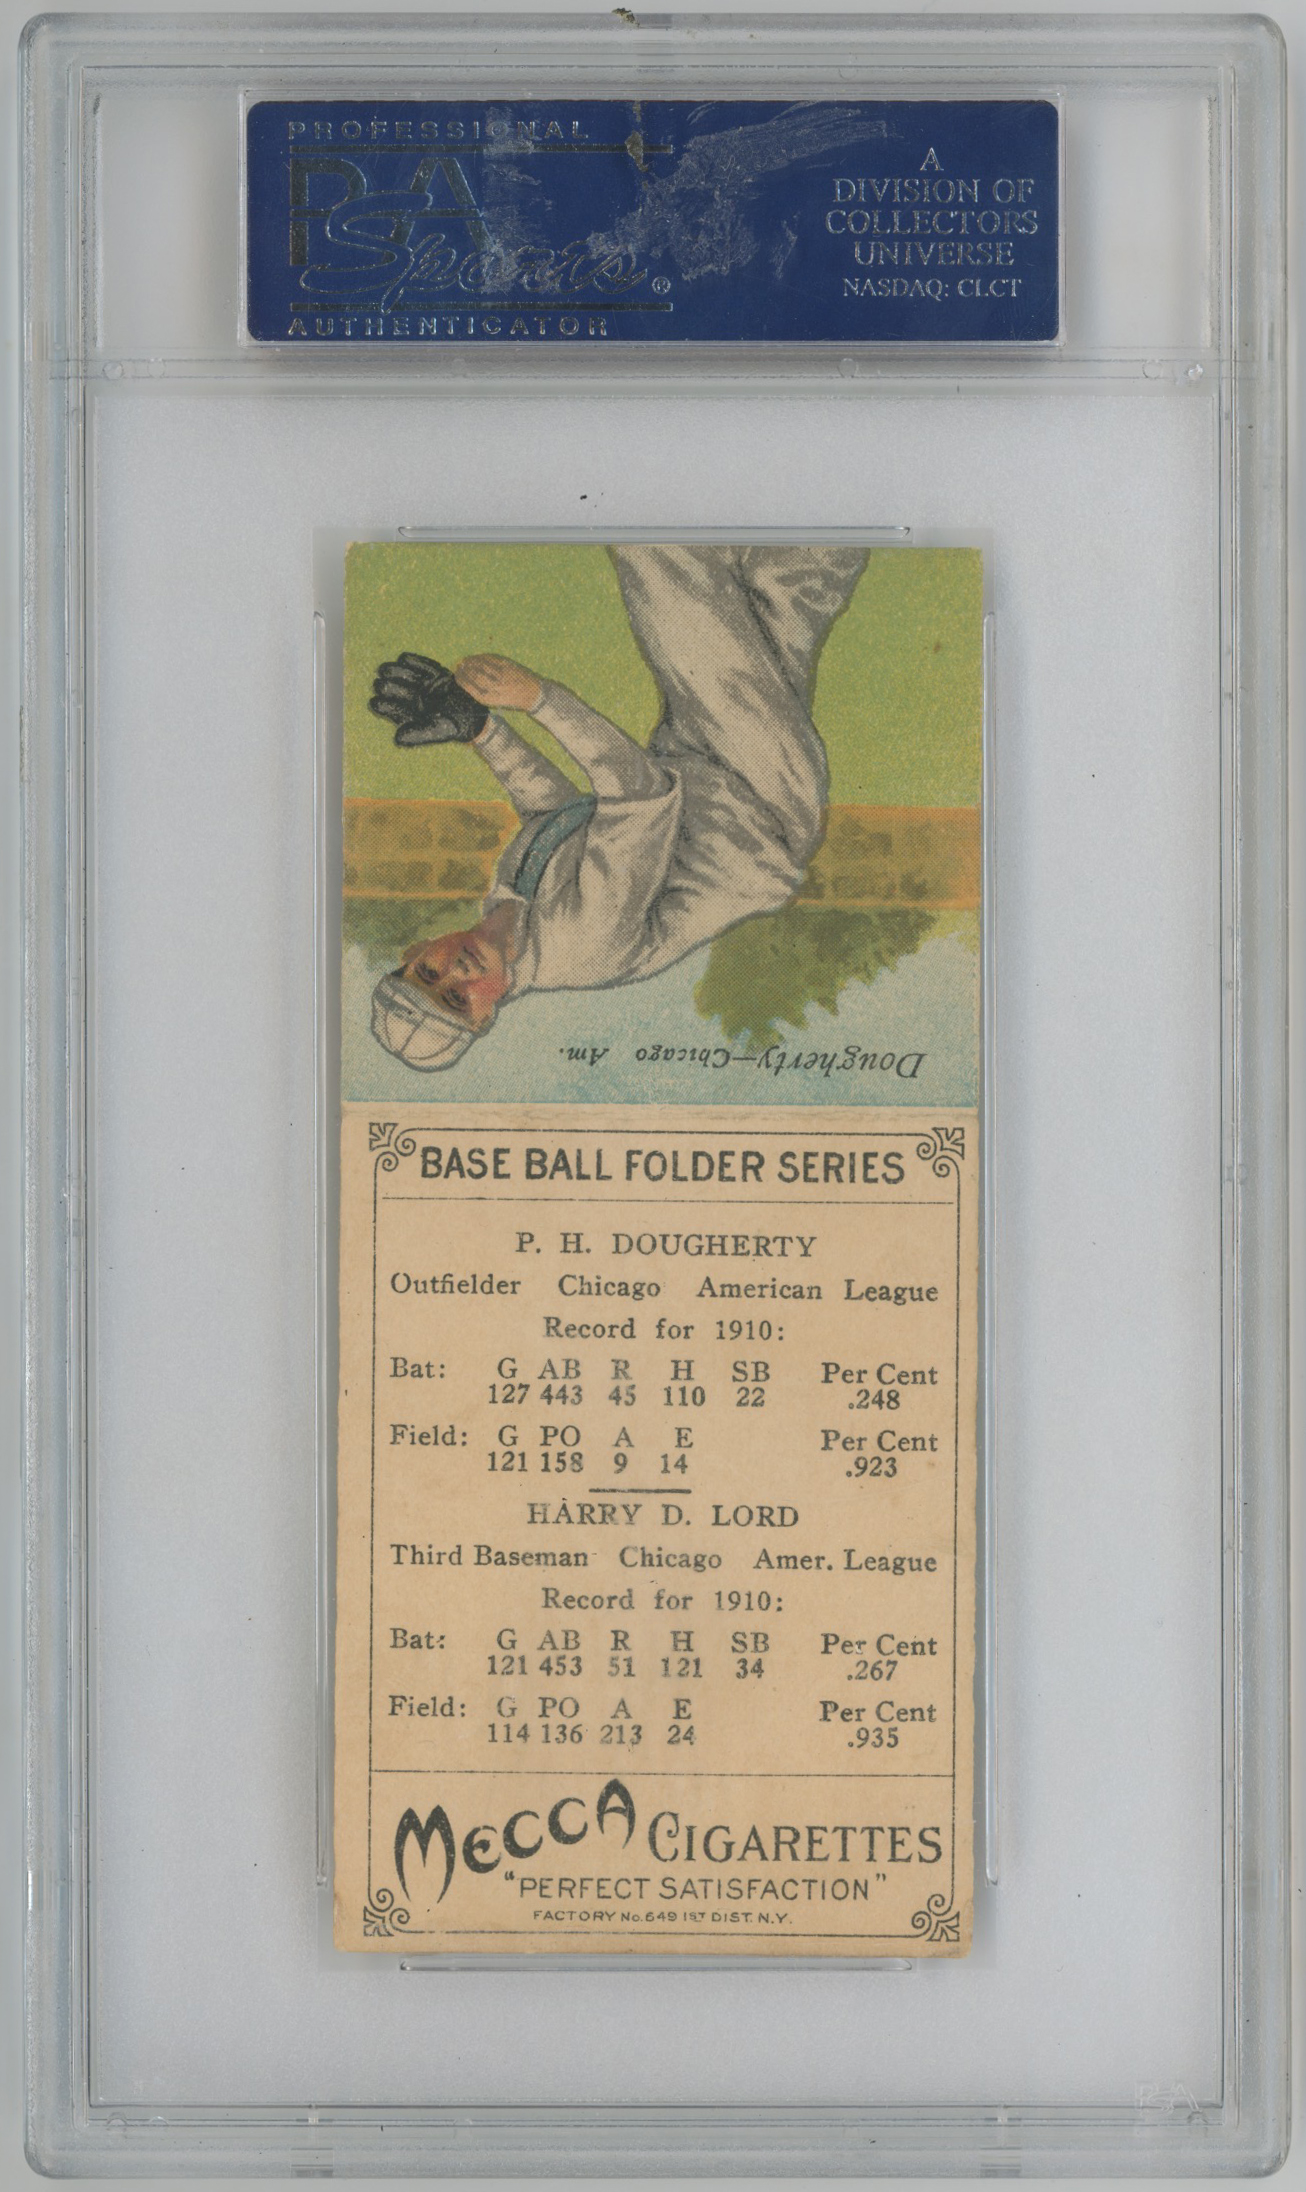 PROFESSIONAL
PSA
Sports®
AUTHENTICATOR
A
DIVISION OF
COLLECTORS
UNIVERSE
NASDAQ: CLCT
Dougherty—Chicago Am.
BASE BALL FOLDER SERIES
P. H. DOUGHERTY
Outfielder Chicago American League
Record for 1910:
Bat: G AB R H SB Per Cent
127 443 45 110 22 .248
Field: G PO A E Per Cent
121 158 9 14 .923
HARRY D. LORD
Third Baseman Chicago Amer. League
Record for 1910:
Bat: G AB R H SB Per Cent
121 453 51 121 34 .267
Field: G PO A E Per Cent
114 136 213 24 .935
MECCA CIGARETTES
"PERFECT SATISFACTION"
FACTORY No. 649 1ST DIST. N.Y.
PSA